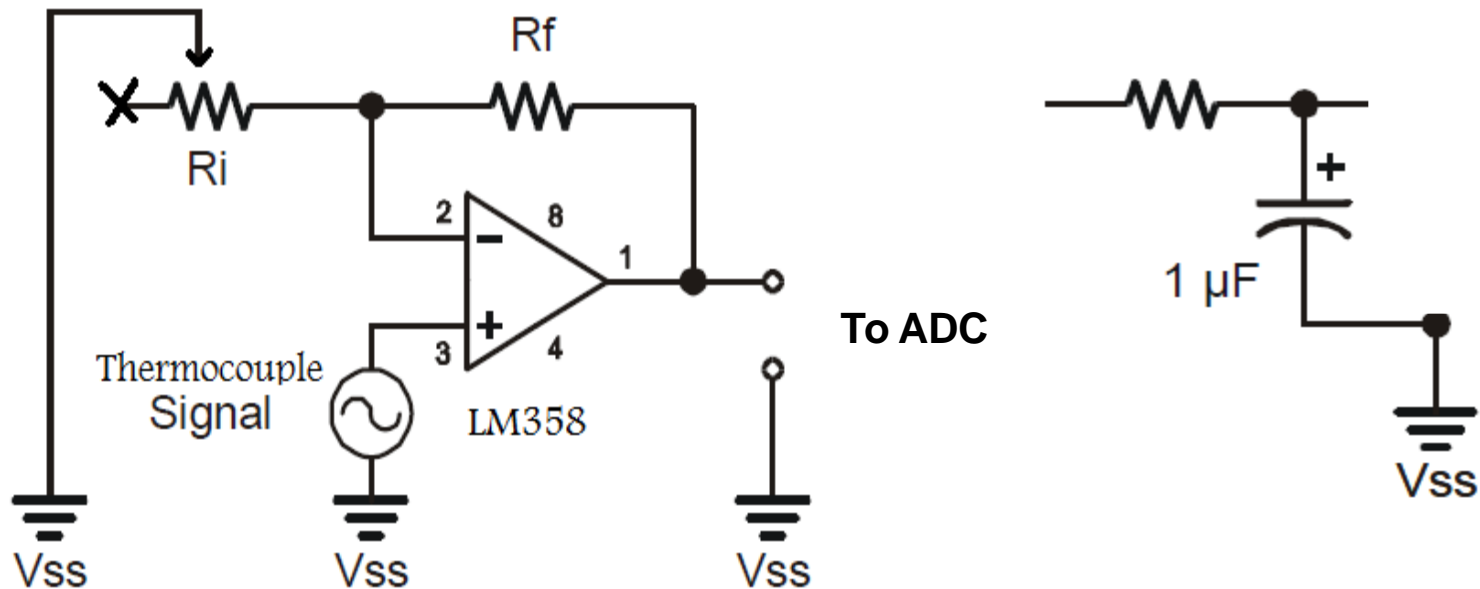 Rf
Ri
2
8
1
3
4
Thermocouple
Signal
LM358
To ADC
Vss
Vss
Vss
+
1 µF
Vss